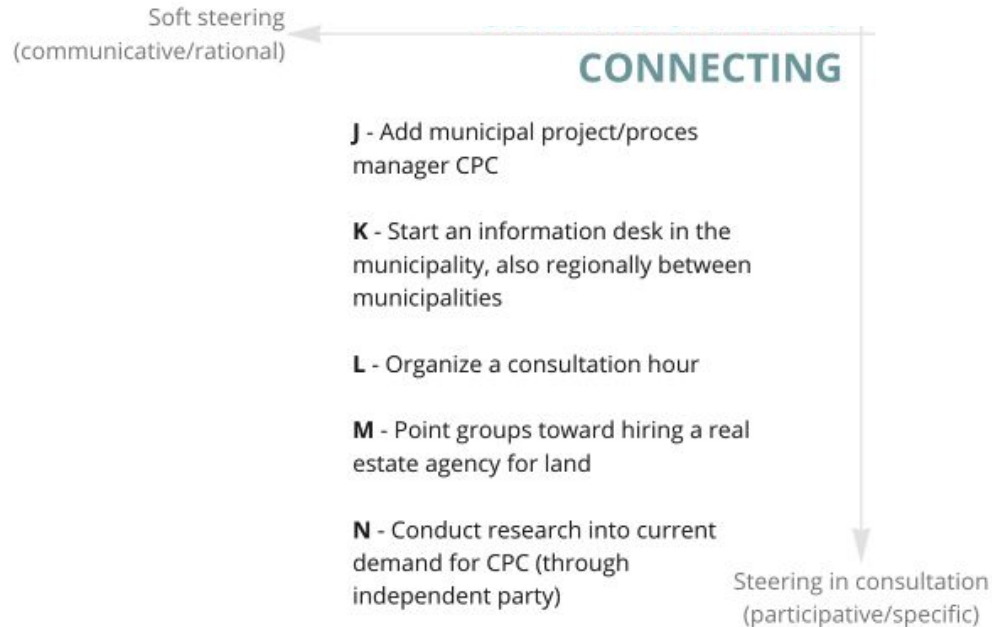 Soft steering
(communicative/rational)
CONNECTING
J - Add municipal project/proces
manager CPC
K - Start an information desk in the
municipality, also regionally between
municipalities
L - Organize a consultation hour
M - Point groups toward hiring a real
estate agency for land
N - Conduct research into current
demand for CPC (through
independent party)
Steering in consultation
(participative/specific)